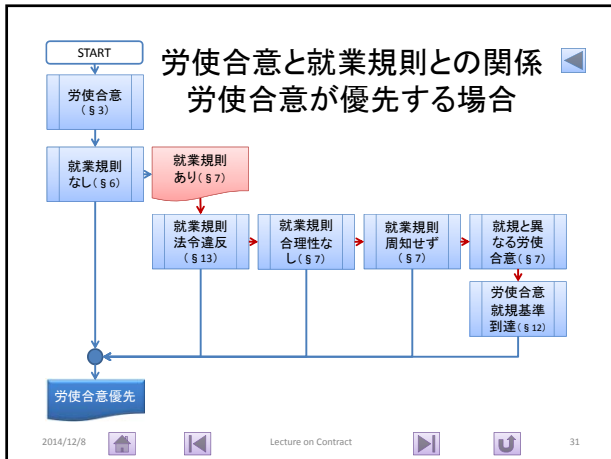 START
労使合意と就業規則との関係
労使合意が優先する場合
労使合意
(§3)
就業規則
なし(§6)
就業規則
あり(§7)
就業規則
法令違反
(§13)
就業規則
合理性な
し(§7)
就業規則
周知せず
(§7)
就規と異
なる労使
合意(§7)
労使合意
就規基準
到達(§12)
労使合意優先
2014/12/8
Lecture on Contract
31